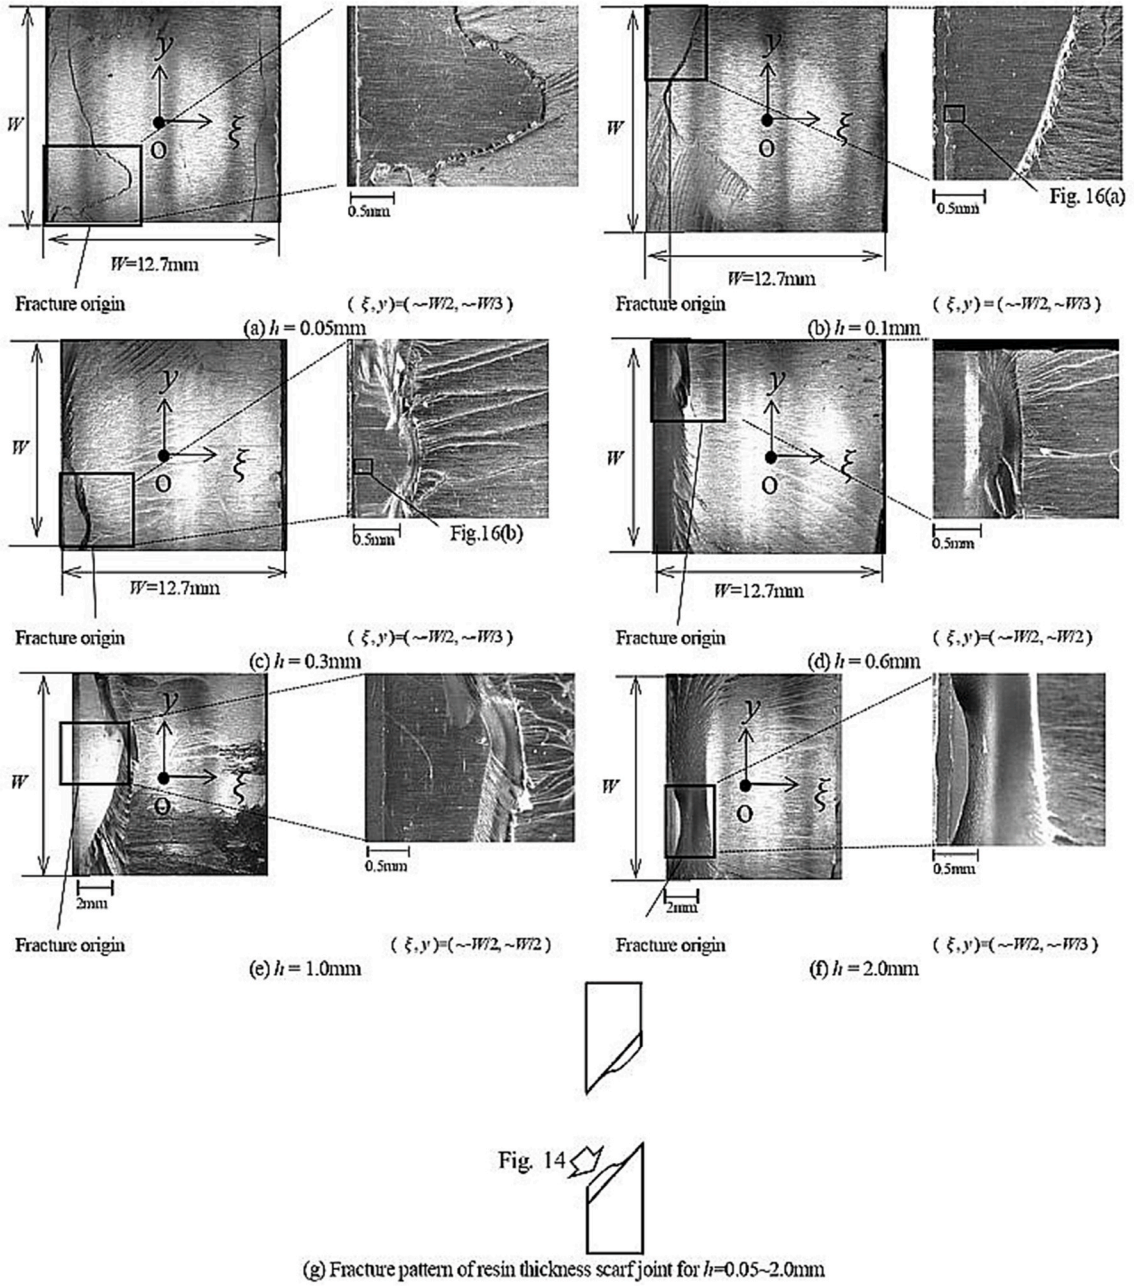 W
y
ξ
O
W=12.7mm
0.5mm
Fracture origin
(ξ,y)=(~-W/2, ~-W/3)
(a) h = 0.05mm
W
y
ξ
O
W=12.7mm
0.5mm
Fig. 16(a)
Fracture origin
(ξ,y)=(~-W/2, ~W/3)
(b) h = 0.1mm
W
y
ξ
O
W=12.7mm
0.5mm
Fig.16(b)
Fracture origin
(ξ,y)=(~-W/2, ~-W/3)
(c) h = 0.3mm
W
y
ξ
O
W=12.7mm
0.5mm
Fracture origin
(ξ,y)=(~-W/2, ~W/2)
(d) h = 0.6mm
W
y
ξ
O
2mm
0.5mm
Fracture origin
(ξ,y)=(~-W/2, ~W/2)
(e) h = 1.0mm
W
y
ξ
O
2mm
0.5mm
Fracture origin
(ξ,y)=(~-W/2, ~-W/3)
(f) h = 2.0mm
Fig. 14
(g) Fracture pattern of resin thickness scarf joint for h=0.05~2.0mm